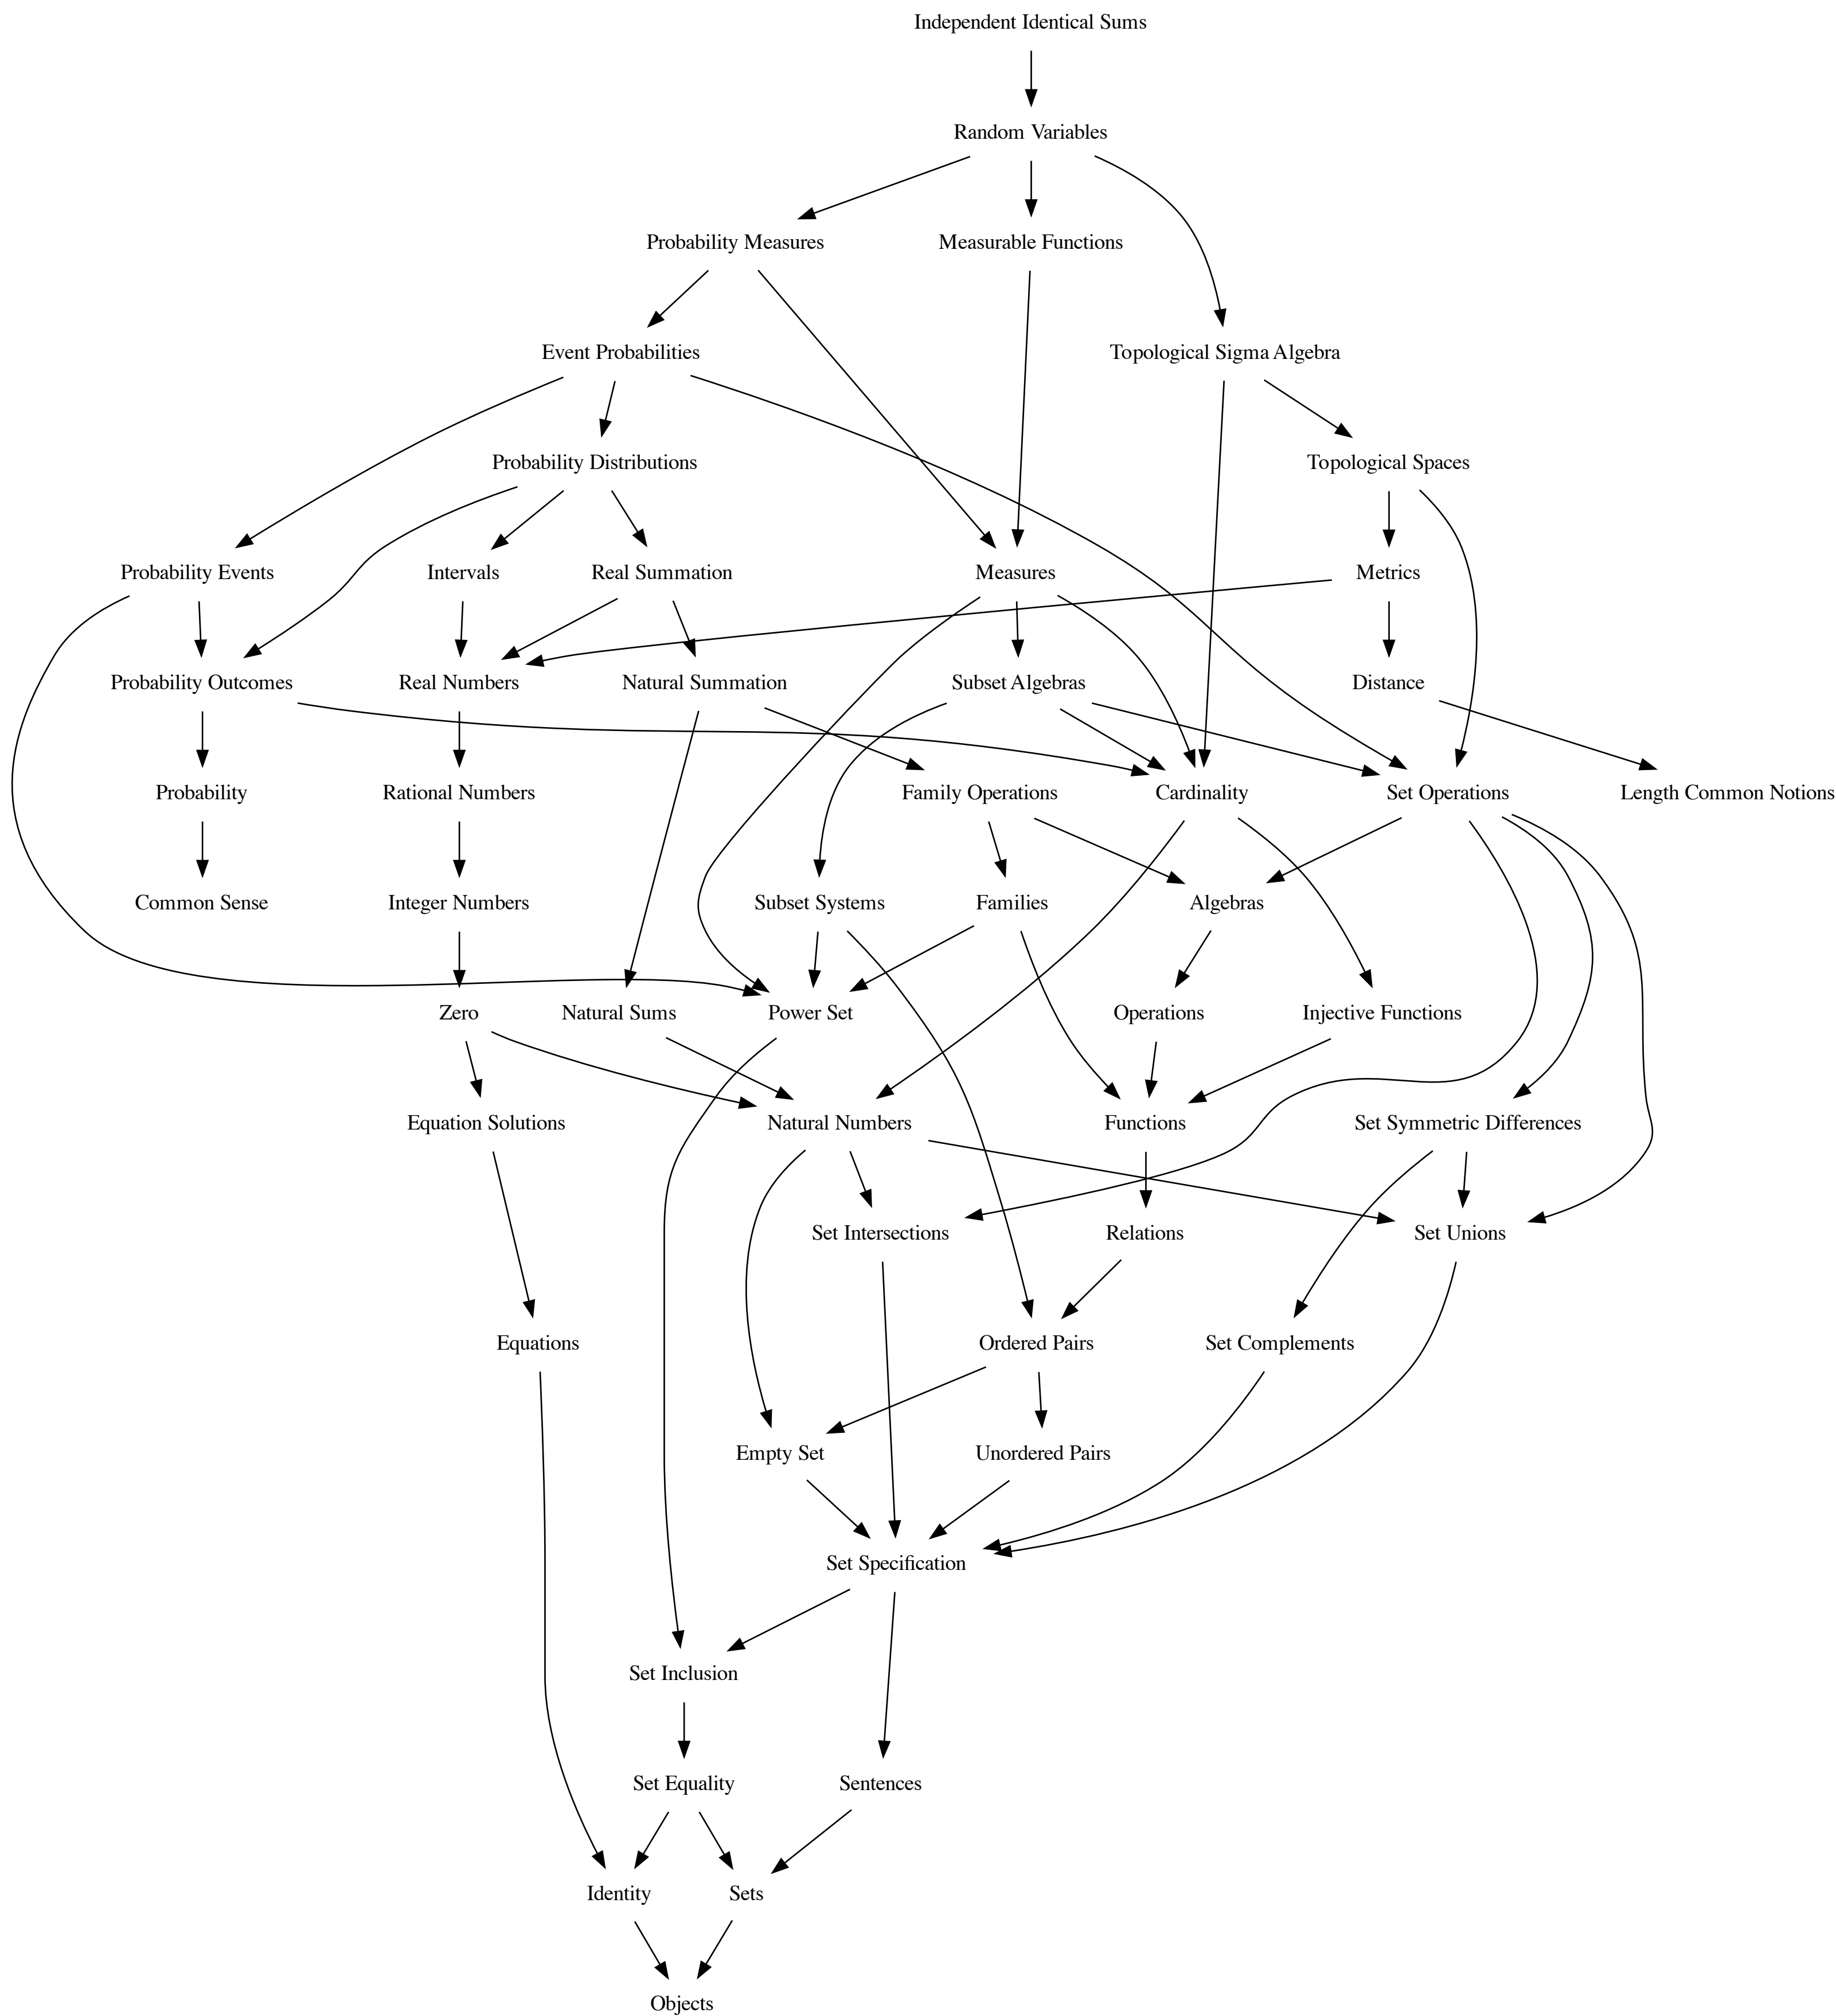 Independent Identical Sums
Random Variables
Probability Measures
Measurable Functions
Event Probabilities
Topological Sigma Algebra
Probability Distributions
Topological Spaces
Probability Events
Intervals
Real Summation
Measures
Metrics
Probability Outcomes
Real Numbers
Natural Summation
Subset Algebras
Distance
Probability
Rational Numbers
Family Operations
Cardinality
Set Operations
Length Common Notions
Common Sense
Integer Numbers
Subset Systems
Families
Algebras
Zero
Natural Sums
Power Set
Operations
Injective Functions
Equation Solutions
Natural Numbers
Functions
Set Symmetric Differences
Set Intersections
Relations
Set Unions
Equations
Ordered Pairs
Set Complements
Empty Set
Unordered Pairs
Set Specification
Set Inclusion
Set Equality
Sentences
Identity
Sets
Objects